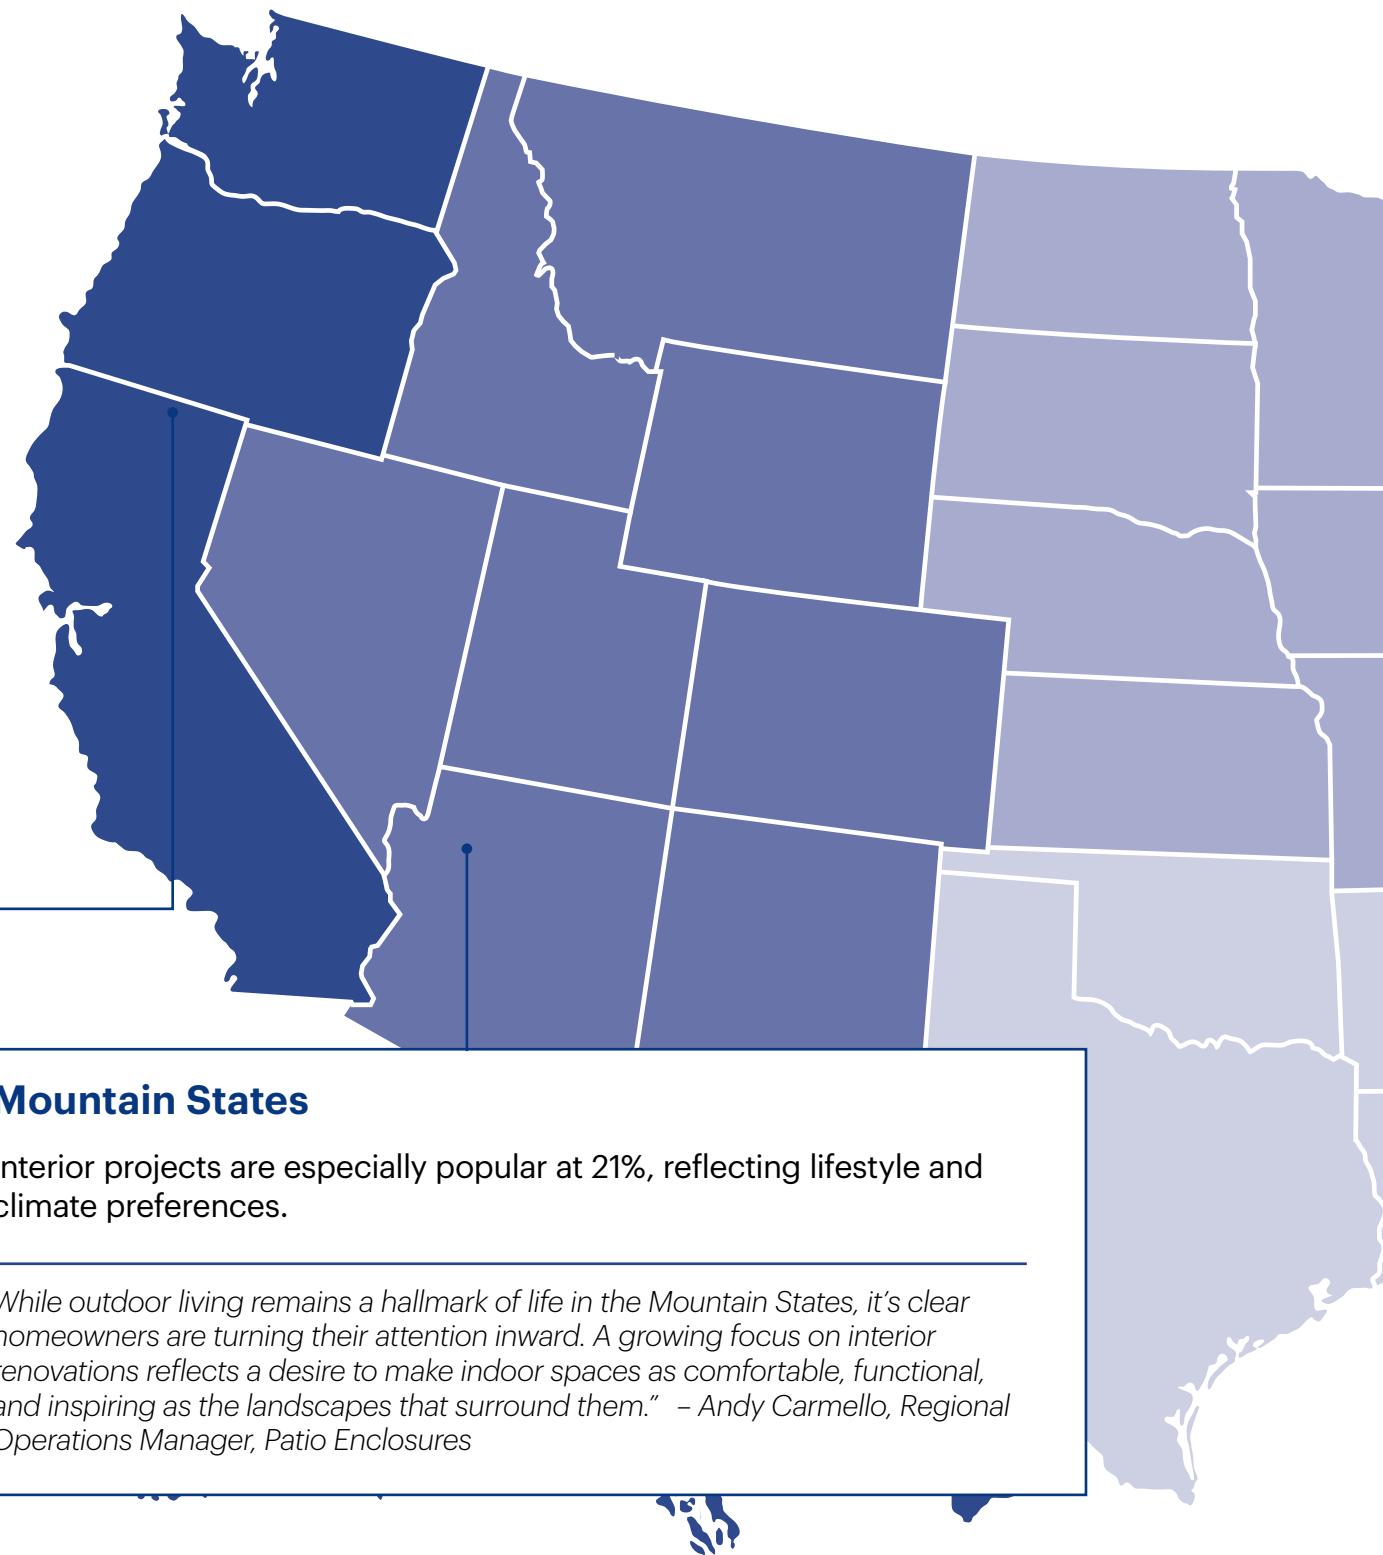 Mountain States
nterior projects are especially popular at 21%, reflecting lifestyle and
climate preferences.
While outdoor living remains a hallmark of life in the Mountain States, it’s clear
homeowners are turning their attention inward. A growing focus on interior
renovations reflects a desire to make indoor spaces as comfortable, functional,
and inspiring as the landscapes that surround them.” – Andy Carmello, Regional
Operations Manager, Patio Enclosures